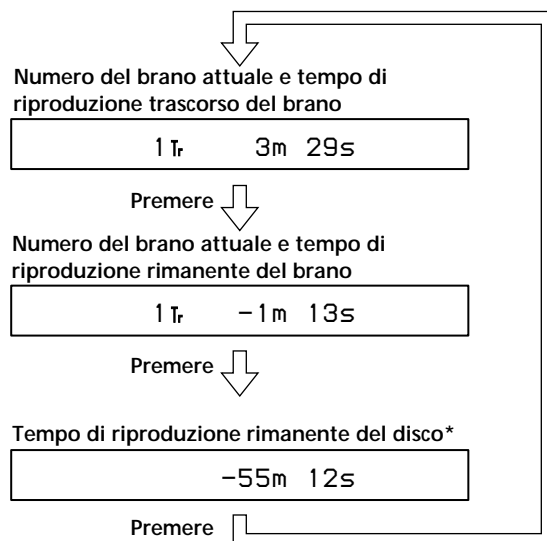 Numero del brano attuale e tempo di
riproduzione trascorso del brano
1 Tr 3m 29s
Premere
Numero del brano attuale e tempo di
riproduzione rimanente del brano
1 Tr −1m 13s
Premere
Tempo di riproduzione rimanente del disco*
−55m 12s
Premere